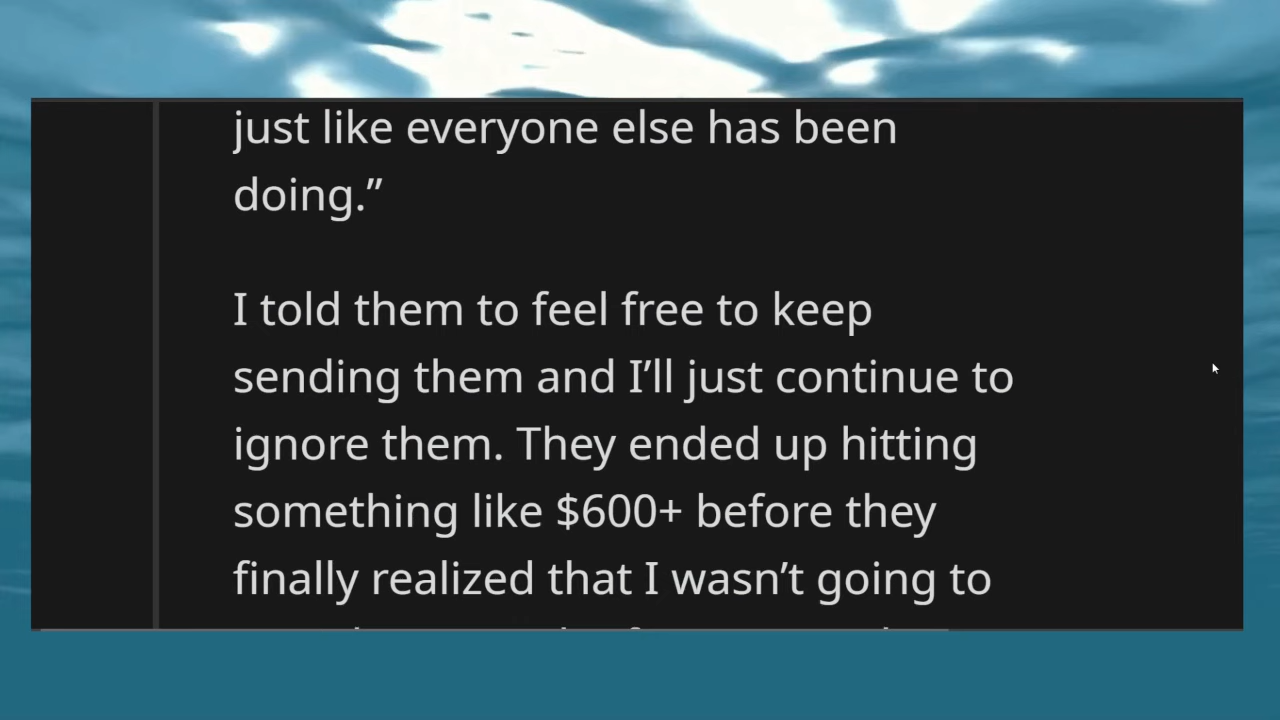 just like everyone else has been
doing.”
I told them to feel free to keep
sending them and I’ll just continue to
ignore them. They ended up hitting
something like $600+ before they
finally realized that I wasn’t going to